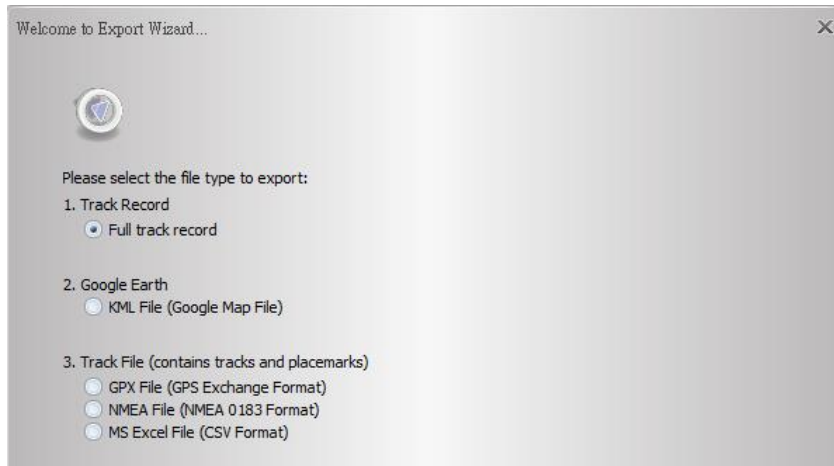 Welcome to Export Wizard...
Please select the file type to export:
1. Track Record
Full track record
2. Google Earth
KML File (Google Map File)
3. Track File (contains tracks and placemarks)
GPX File (GPS Exchange Format)
NMEA File (NMEA 0183 Format)
MS Excel File (CSV Format)